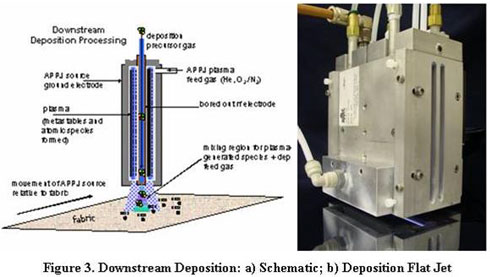 Downstream
Deposition Processing
deposition
precursor gas
APPJ source
ground electrode
APPJ plasma
feed gas (He, O₂/N₂)
plasma
(metastables and
atomic species
formed)
bored out rf electrode
mixing region for plasma-
generated species + dep
feed gas
movement of APPJ source
relative to fabric
fabric
Figure 3. Downstream Deposition: a) Schematic; b) Deposition Flat Jet